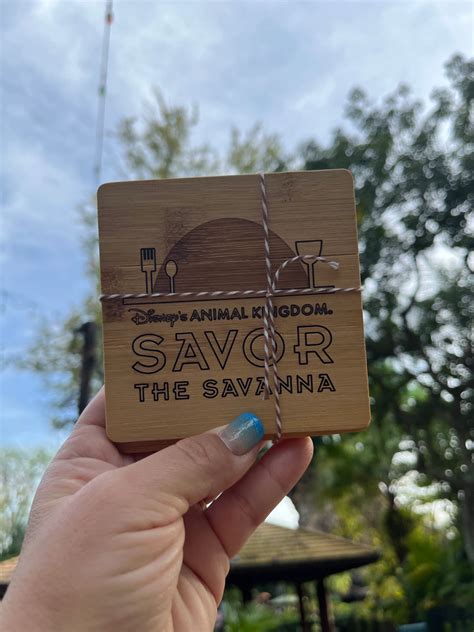 Disney's ANIMAL KINGDOM®
SAVOR
THE SAVANNA